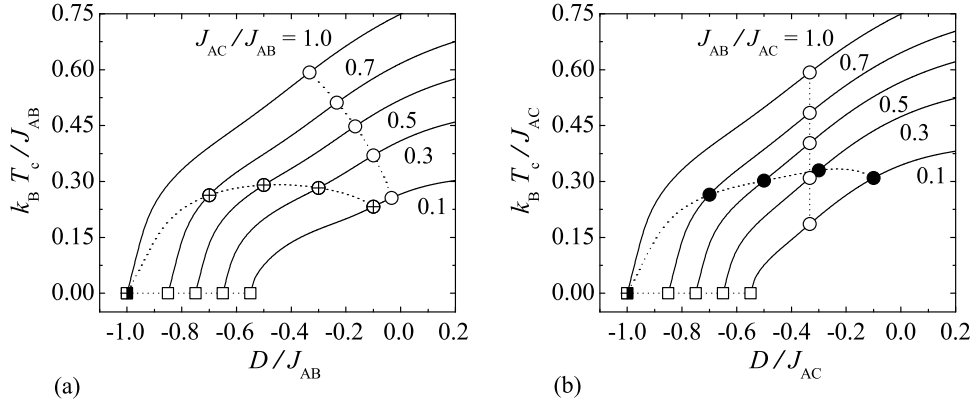 0.75
0.60
0.45
0.30
0.15
0.00
k_B T_c / J_AB
J_AC / J_AB = 1.0
0.7
0.5
0.3
0.1
-1.0 -0.8 -0.6 -0.4 -0.2 0.0 0.2
D / J_AB
(a)
0.75
0.60
0.45
0.30
0.15
0.00
k_B T_c / J_AC
J_AB / J_AC = 1.0
0.7
0.5
0.3
0.1
-1.0 -0.8 -0.6 -0.4 -0.2 0.0 0.2
D / J_AC
(b)